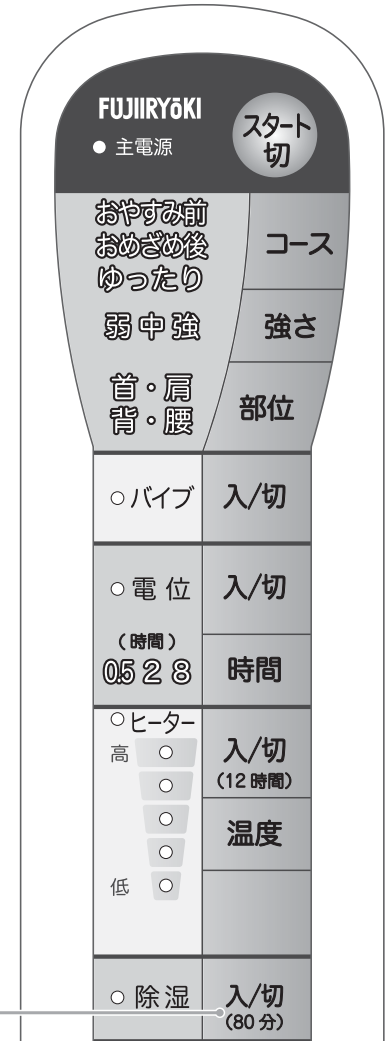 FUJIIRYōKI
主電源
スタート
切
おやすみ前
おめざめ後
ゆったり
コース
弱 中 強
強さ
首・肩
背・腰
部位
バイブ
入/切
電位
入/切
(時間)
0.5 2 8
時間
ヒーター
高
低
入/切
(12時間)
温度
除湿
入/切
(80分)